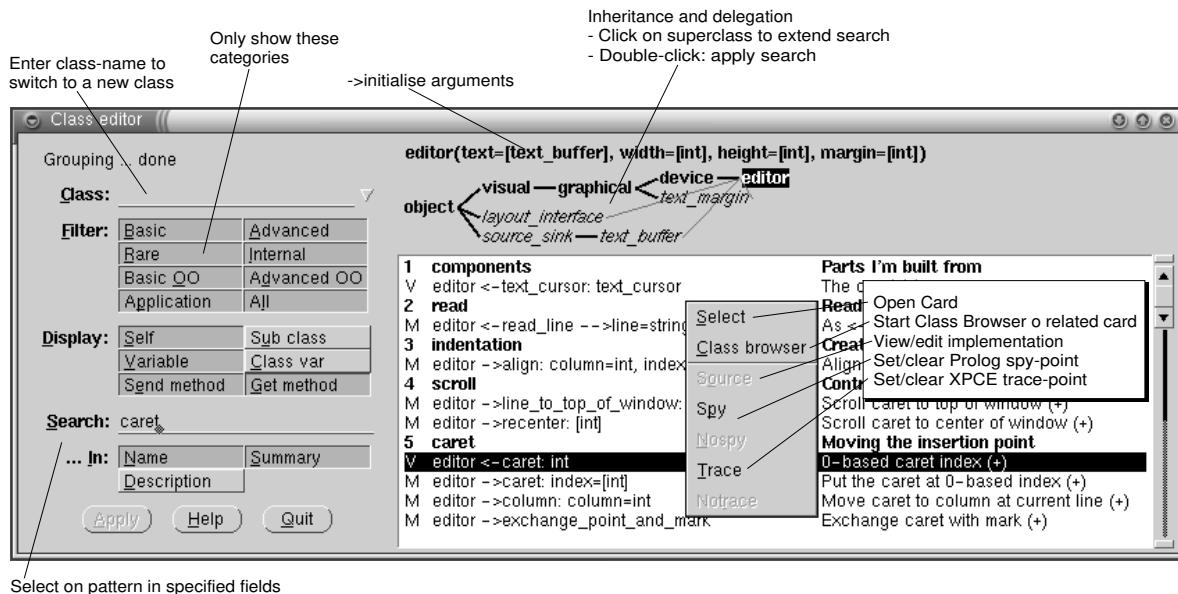 Inheritance and delegation
- Click on superclass to extend search
- Double-click: apply search
Only show these
categories
Enter class-name to
switch to a new class
->initialise arguments
Class editor
Grouping ... done
Class:
Filter: Basic Advanced
Rare Internal
Basic OO Advanced OO
Application All
Display: Self Sub class
Variable Class var
Send method Get method
Search: caret
... In: Name Summary
Description
Apply Help Quit
editor(text=[text_buffer], width=[int], height=[int], margin=[int])
visual graphical device editor
text_margin
object
layout_interface
source_sink text_buffer
1 components Parts I'm built from
V editor <-text_cursor: text_cursor The
2 read Read
M editor <-read_line -->line=string As <-
3 indentation Creat
M editor ->align: column=int, index Align
4 scroll Contr
M editor ->line_to_top_of_window: Scroll caret to top of window (+)
M editor ->recenter: [int] Scroll caret to center of window (+)
5 caret Moving the insertion point
V editor <-caret: int 0-based caret index (+)
M editor ->caret: index=[int] Put the caret at 0-based index (+)
M editor ->column: column=int Move caret to column at current line (+)
M editor ->exchange_point_and_mark Exchange caret with mark (+)
Select
Class browser
Source
Spy
Nospy
Trace
Notrace
Open Card
Start Class Browser o related card
View/edit implementation
Set/clear Prolog spy-point
Set/clear XPCE trace-point
Select on pattern in specified fields